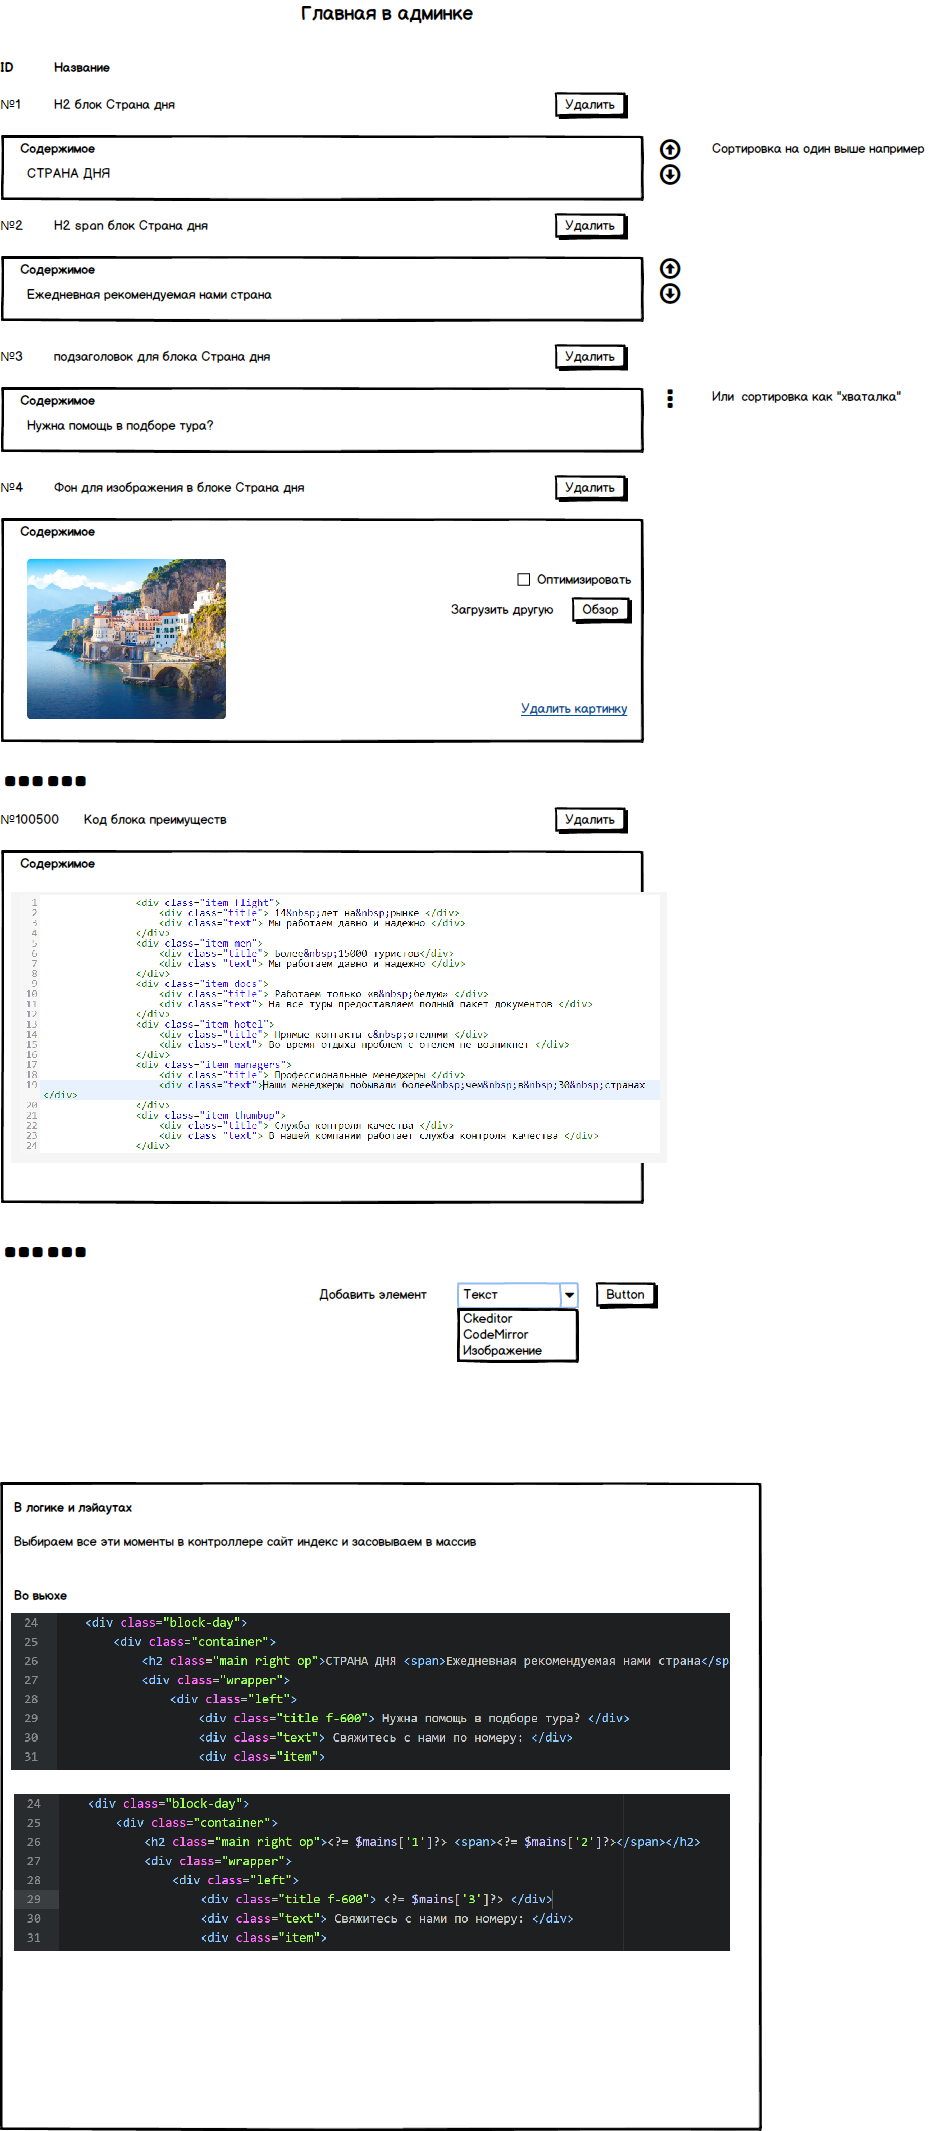 Главная в админке
ID Название
№1 H2 блок Страна дня Удалить
Содержимое
СТРАНА ДНЯ
Сортировка на один выше например
№2 H2 span блок Страна дня Удалить
Содержимое
Ежедневная рекомендуемая нами страна
№3 подзаголовок для блока Страна дня Удалить
Содержимое
Нужна помощь в подборе тура?
Или сортировка как "хваталка"
№4 Фон для изображения в блоке Страна дня Удалить
Содержимое
Оптимизировать
Загрузить другую Обзор
Удалить картинку
№100500 Код блока преимуществ Удалить
Содержимое
1 <div class="item flight">
2 <div class="title"> 14&nbsp;лет на&nbsp;рынке </div>
3 <div class="text"> Мы работаем давно и надежно </div>
4 </div>
5 <div class="item men">
6 <div class="title"> Более&nbsp;15000 туристов</div>
7 <div class="text"> Мы работаем давно и надежно </div>
8 </div>
9 <div class="item docs">
10 <div class="title"> Работаем только «в&nbsp;белую» </div>
11 <div class="text"> На все туры предоставляем полный пакет документов </div>
12 </div>
13 <div class="item hotel">
14 <div class="title"> Прямые контакты с&nbsp;отелями </div>
15 <div class="text"> Во время отдыха проблем с отелем не возникнет </div>
16 </div>
17 <div class="item managers">
18 <div class="title"> Профессиональные менеджеры </div>
19 <div class="text">Наши менеджеры побывали более&nbsp;чем&nbsp;в&nbsp;30&nbsp;странах
</div>
20 </div>
21 <div class="item thumbup">
22 <div class="title"> Служба контроля качества </div>
23 <div class="text"> В нашей компании работает служба контроля качества </div>
24 </div>
Добавить элемент Текст Button
Ckeditor
CodeMirror
Изображение
В логике и лэйаутах
Выбираем все эти моменты в контроллере сайт индекс и засовываем в массив
Во вьюхе
24 <div class="block-day">
25 <div class="container">
26 <h2 class="main right op">СТРАНА ДНЯ <span>Ежедневная рекомендуемая нами страна</sp
27 <div class="wrapper">
28 <div class="left">
29 <div class="title f-600"> Нужна помощь в подборе тура? </div>
30 <div class="text"> Свяжитесь с нами по номеру: </div>
31 <div class="item">
24 <div class="block-day">
25 <div class="container">
26 <h2 class="main right op"><?= $mains['1']?> <span><?= $mains['2']?></span></h2>
27 <div class="wrapper">
28 <div class="left">
29 <div class="title f-600"> <?= $mains['3']?> </div>
30 <div class="text"> Свяжитесь с нами по номеру: </div>
31 <div class="item">